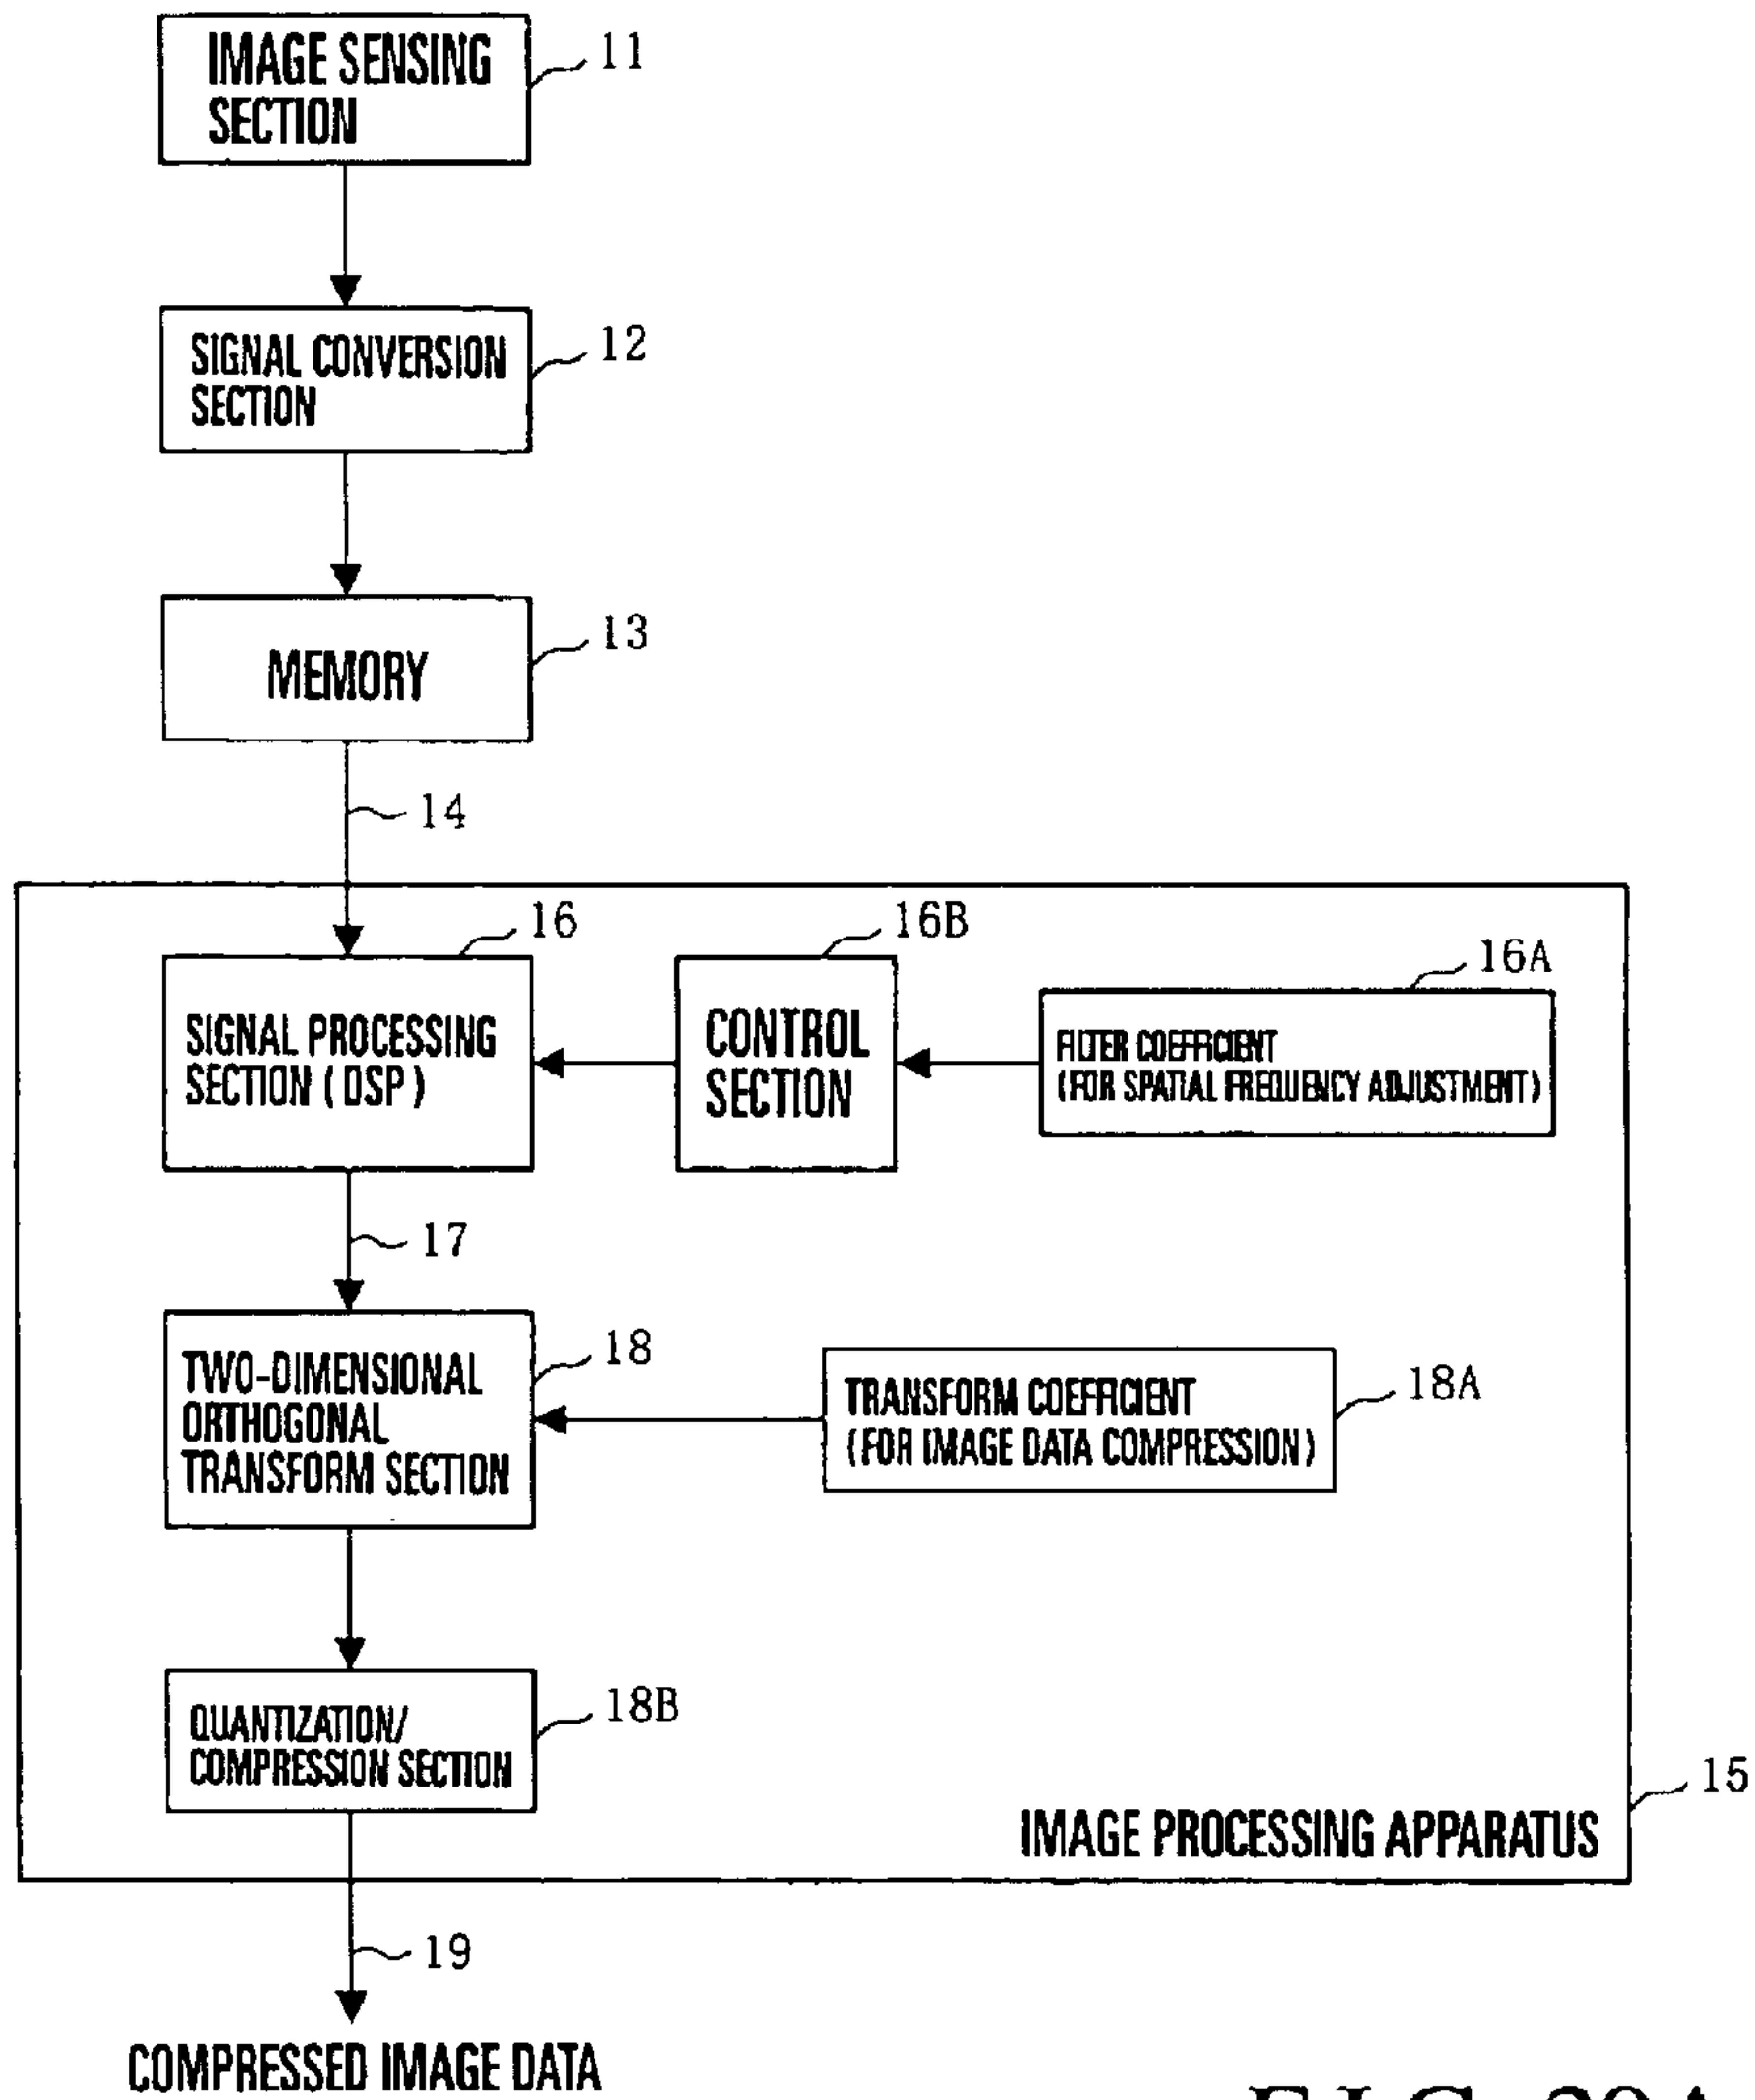 IMAGE SENSING
SECTION
11
SIGNAL CONVERSION
SECTION
12
MEMORY
13
14
16
16B
16A
SIGNAL PROCESSING
SECTION (DSP)
CONTROL
SECTION
FILTER COEFFICIENT
(FOR SPATIAL FREQUENCY ADJUSTMENT)
17
TWO-DIMENSIONAL
ORTHOGONAL
TRANSFORM SECTION
18
TRANSFORM COEFFICIENT
(FOR IMAGE DATA COMPRESSION)
18A
QUANTIZATION/
COMPRESSION SECTION
18B
15
IMAGE PROCESSING APPARATUS
19
COMPRESSED IMAGE DATA